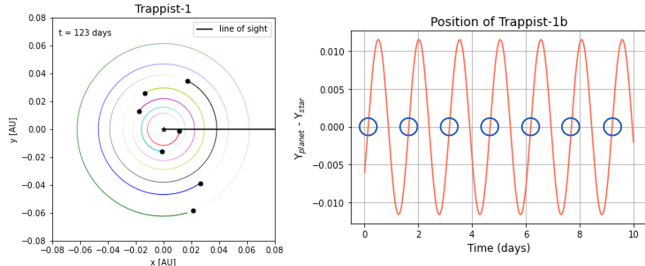 Trappist-1
t = 123 days
line of sight
0.08
0.06
0.04
0.02
0.00
−0.02
−0.04
−0.06
−0.08
y [AU]
−0.08 −0.06 −0.04 −0.02 0.00 0.02 0.04 0.06 0.08
x [AU]
Position of Trappist-1b
0.010
0.005
0.000
−0.005
−0.010
Yplanet - Ystar
0 2 4 6 8 10
Time (days)